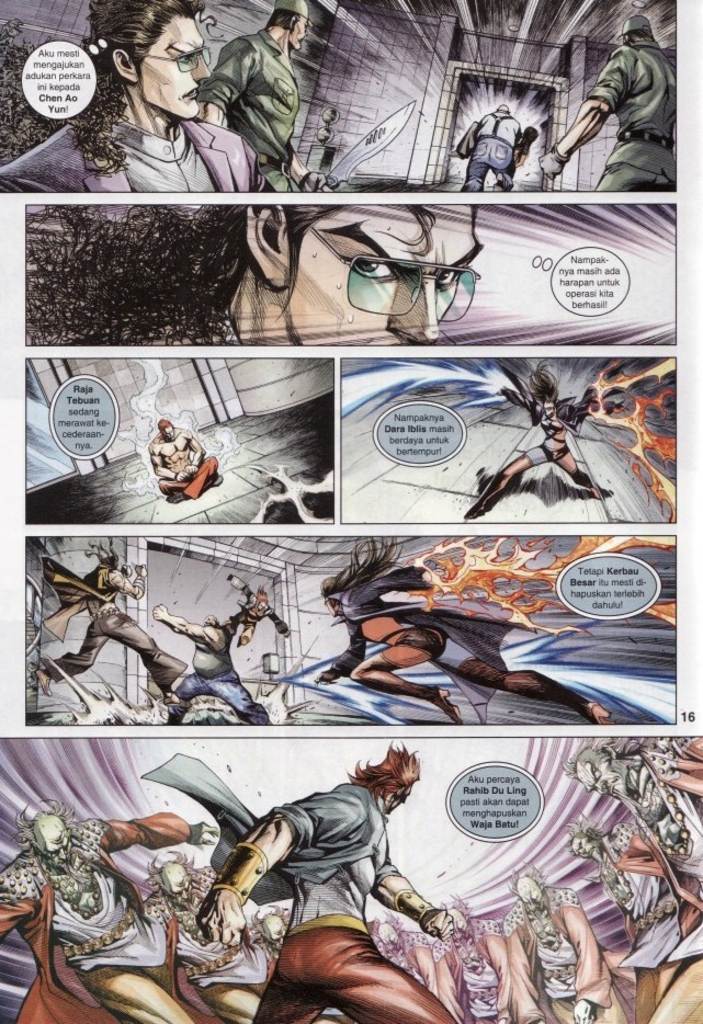 Aku mesti
mengajukan
adukan perkara
ini kepada
Chen Ao
Yun!
Nampak-
nya masih ada
harapan untuk
operasi kita
berhasil!
Raja
Tebuan
sedang
merawat ke-
cederaan-
nya.
Nampaknya
Dara Iblis masih
berdaya untuk
bertempur!
Tetapi Kerbau
Besar itu mesti di-
hapuskan terlebih
dahulu!
16
Aku percaya
Rahib Du Ling
pasti akan dapat
menghapuskan
Waja Batu!